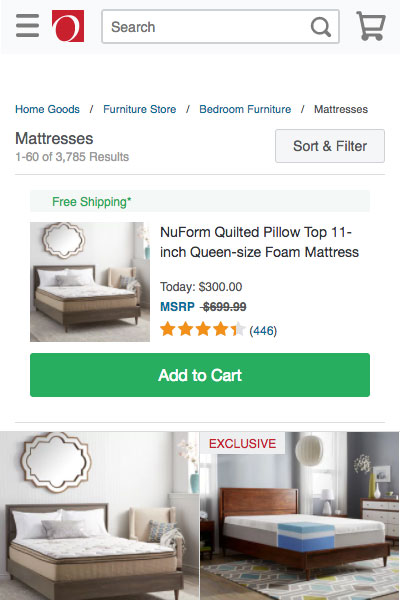 Search
Home Goods / Furniture Store / Bedroom Furniture / Mattresses
Mattresses
1-60 of 3,785 Results
Sort & Filter
Free Shipping*
NuForm Quilted Pillow Top 11-
inch Queen-size Foam Mattress
Today: $300.00
MSRP $699.99
(446)
Add to Cart
EXCLUSIVE